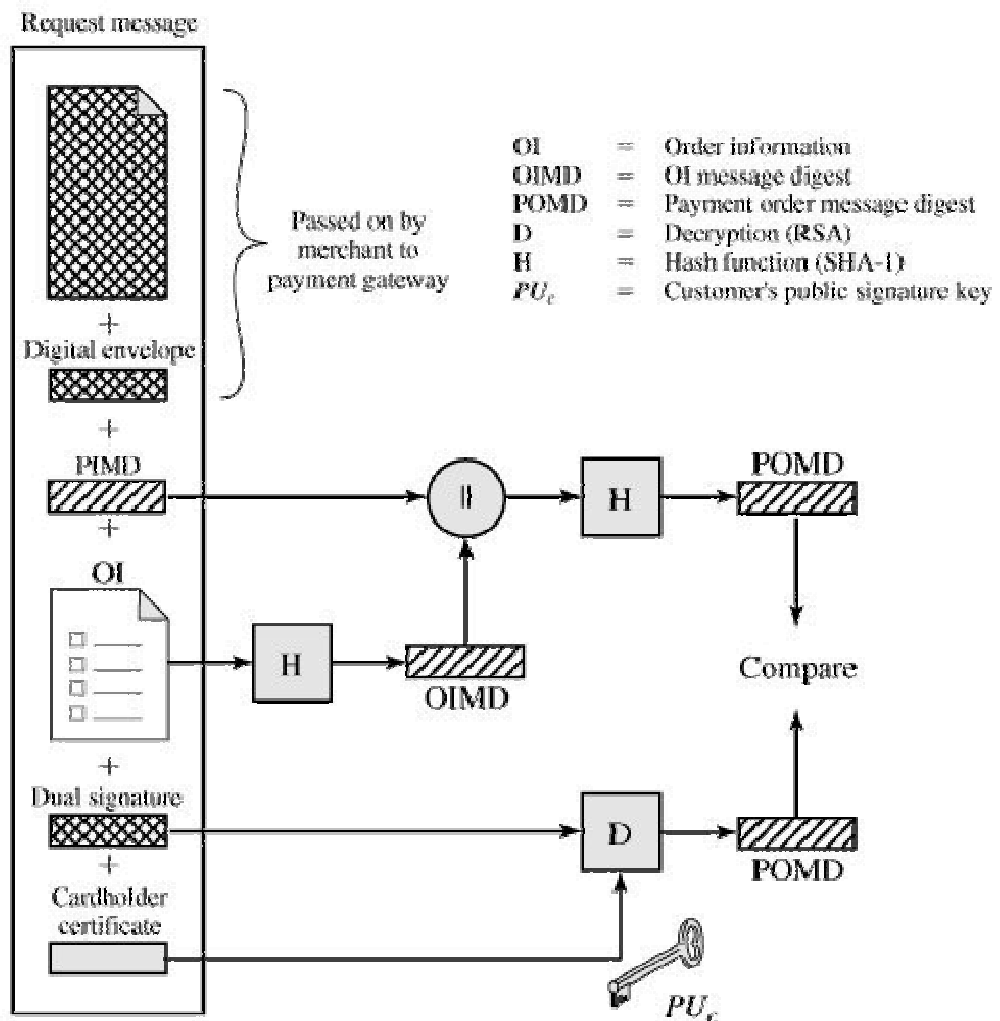 Request message
OI = Order information
OIMD = OI message digest
POMD = Payment order message digest
D = Decryption (RSA)
H = Hash function (SHA-1)
PUc = Customer's public signature key
Passed on by
merchant to
payment gateway
+
Digital envelope
+
PIMD
||
H
POMD
+
OI
H
OIMD
Compare
+
Dual signature
D
POMD
+
Cardholder
certificate
PUc